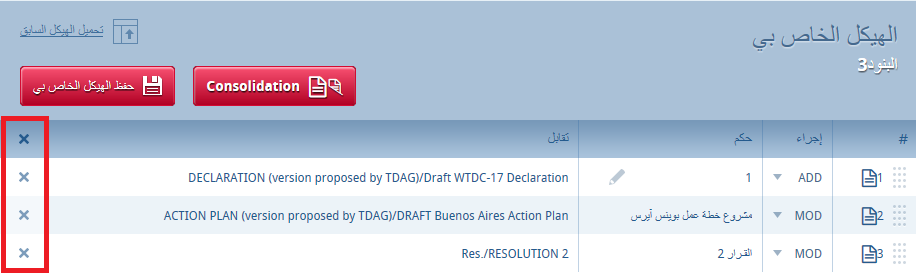 الهيكل الخاص بي
البنود3
تحميل الهيكل السابق
Consolidation
حفظ الهيكل الخاص بي
# إجراء حكم تقابل ×
1 ADD 1 DECLARATION (version proposed by TDAG)/Draft WTDC-17 Declaration ×
2 MOD مشروع خطة عمل بوينس آيرس ACTION PLAN (version proposed by TDAG)/DRAFT Buenos Aires Action Plan ×
3 MOD القرار 2 Res./RESOLUTION 2 ×